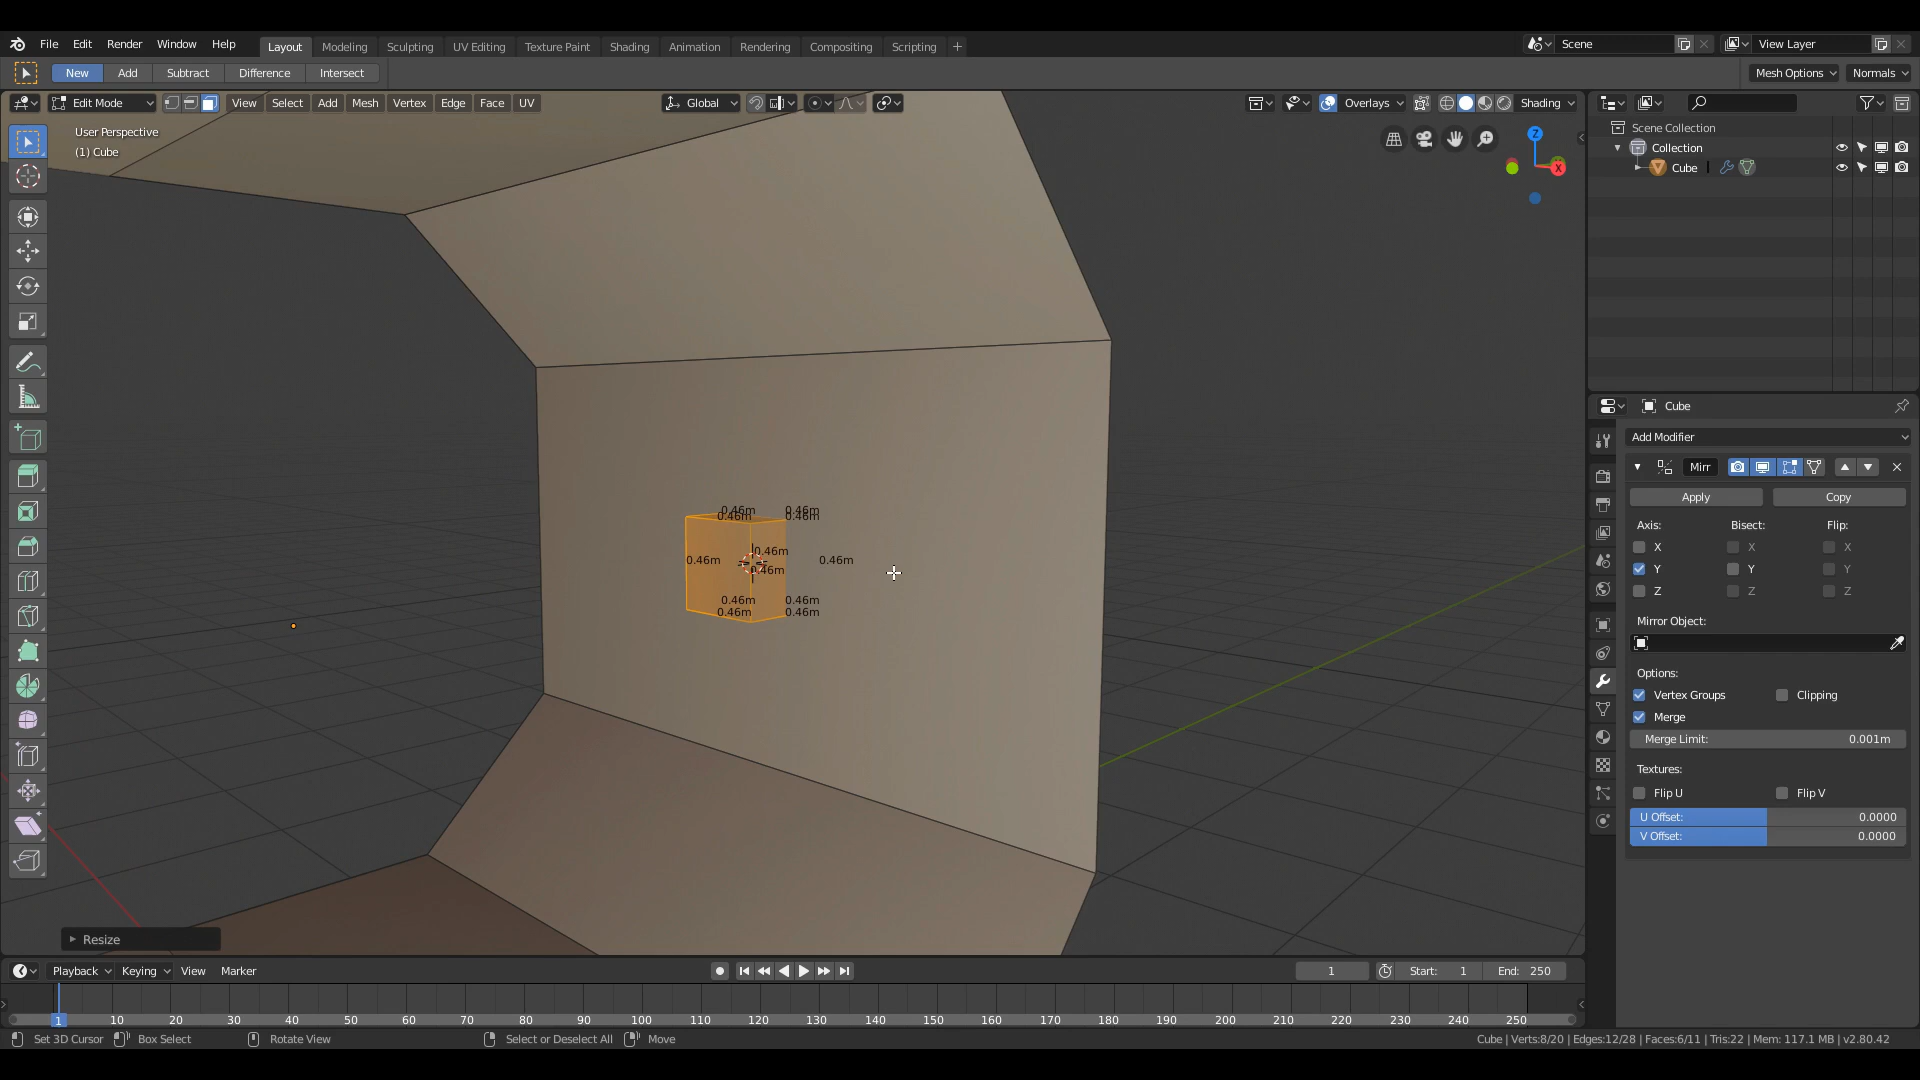 File Edit Render Window Help Layout Modeling Sculpting UV Editing Texture Paint Shading Animation Rendering Compositing Scripting + Scene View Layer
New Add Subtract Difference Intersect Mesh Options Normals
Edit Mode View Select Add Mesh Vertex Edge Face UV Global Overlays Shading
User Perspective
(1) Cube
Z
X
Scene Collection
Collection
Cube
Cube
Add Modifier
Mirr
Apply Copy
Axis: Bisect: Flip:
X X X
Y Y Y
Z Z Z
Mirror Object:
Options:
Vertex Groups Clipping
Merge
Merge Limit: 0.001m
Textures:
Flip U Flip V
U Offset: 0.0000
V Offset: 0.0000
0.46m 0.46m
0.46m 0.46m
0.46m
0.46m 0.46m
0.46m
0.46m 0.46m
0.46m 0.46m
Resize
Playback Keying View Marker 1 Start: 1 End: 250
1 10 20 30 40 50 60 70 80 90 100 110 120 130 140 150 160 170 180 190 200 210 220 230 240 250
Set 3D Cursor Box Select Rotate View Select or Deselect All Move Cube | Verts:8/20 | Edges:12/28 | Faces:6/11 | Tris:22 | Mem: 117.1 MB | v2.80.42